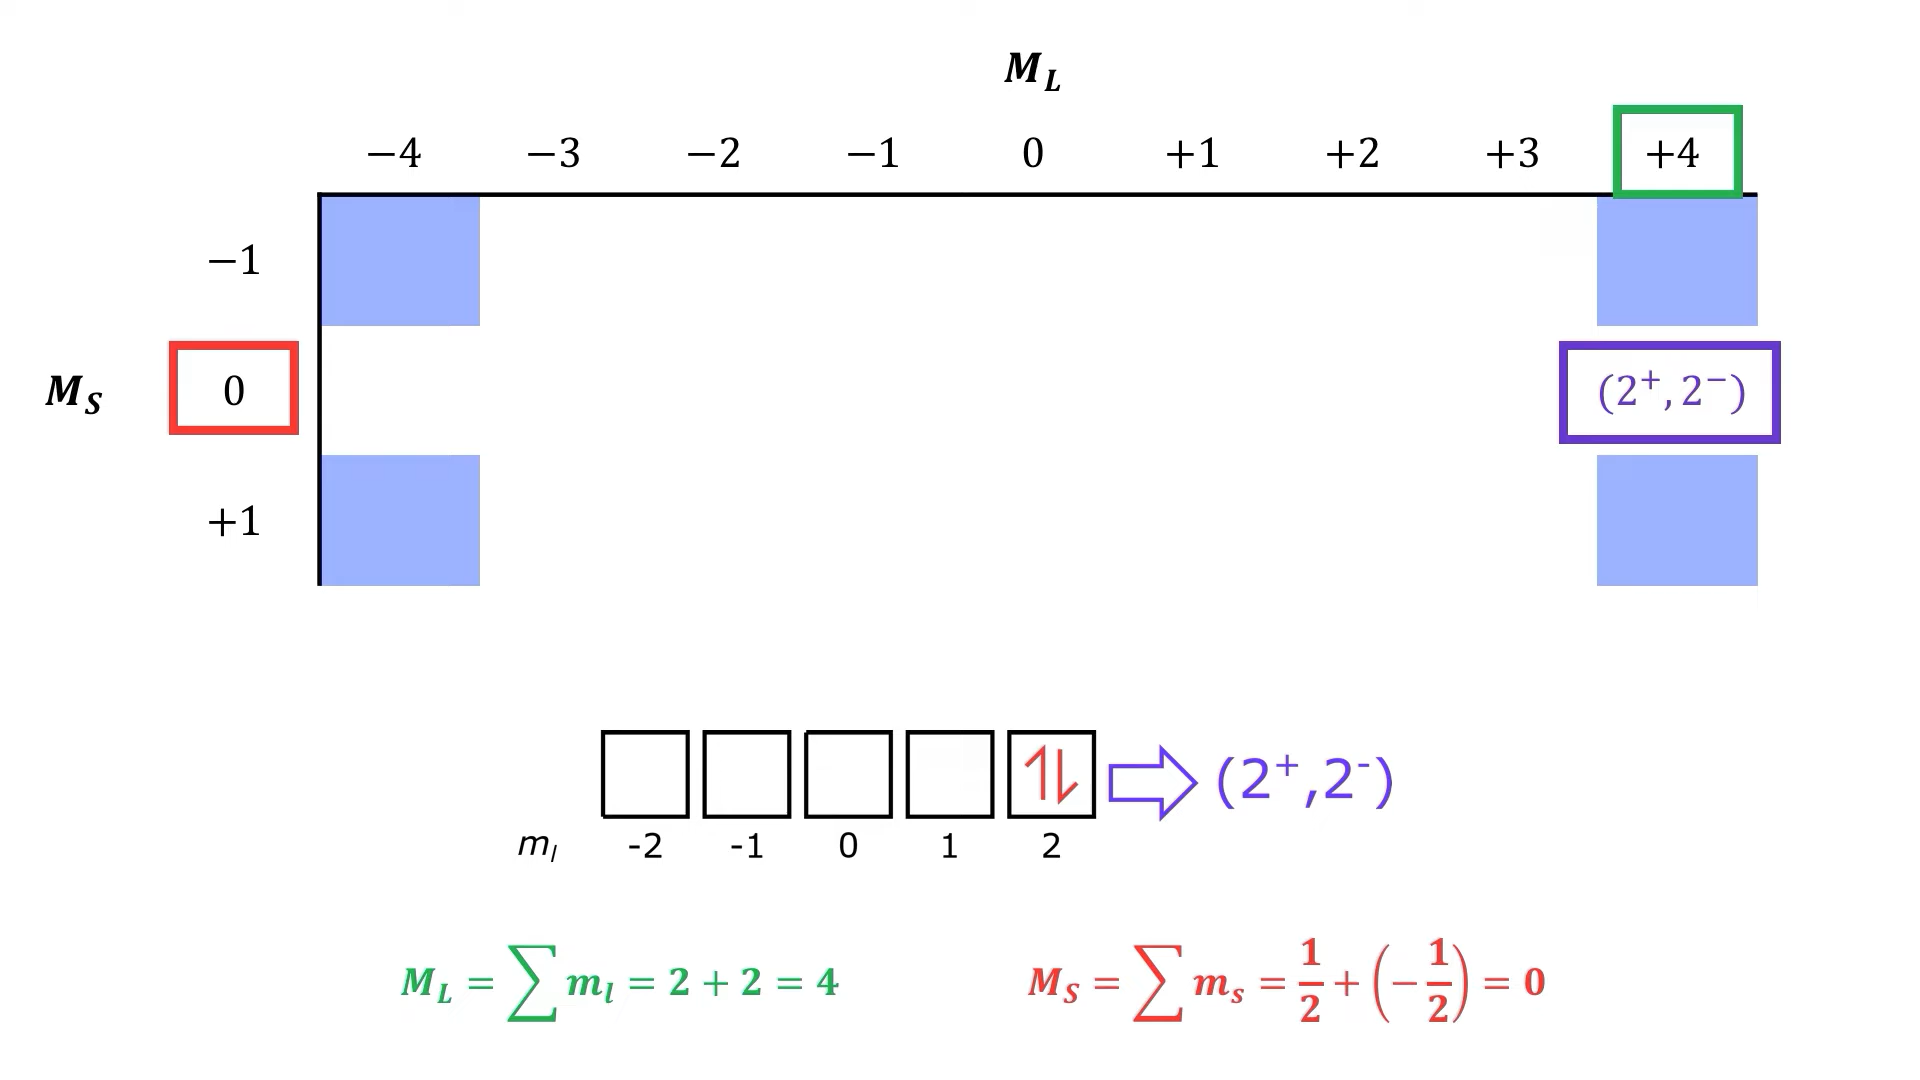 M_L
−4 −3 −2 −1 0 +1 +2 +3 +4
−1
M_S 0 (2⁺, 2⁻)
+1
(2⁺,2⁻)
m_l -2 -1 0 1 2
M_L = ∑ m_l = 2 + 2 = 4
M_S = ∑ m_s = 1/2 + (−1/2) = 0